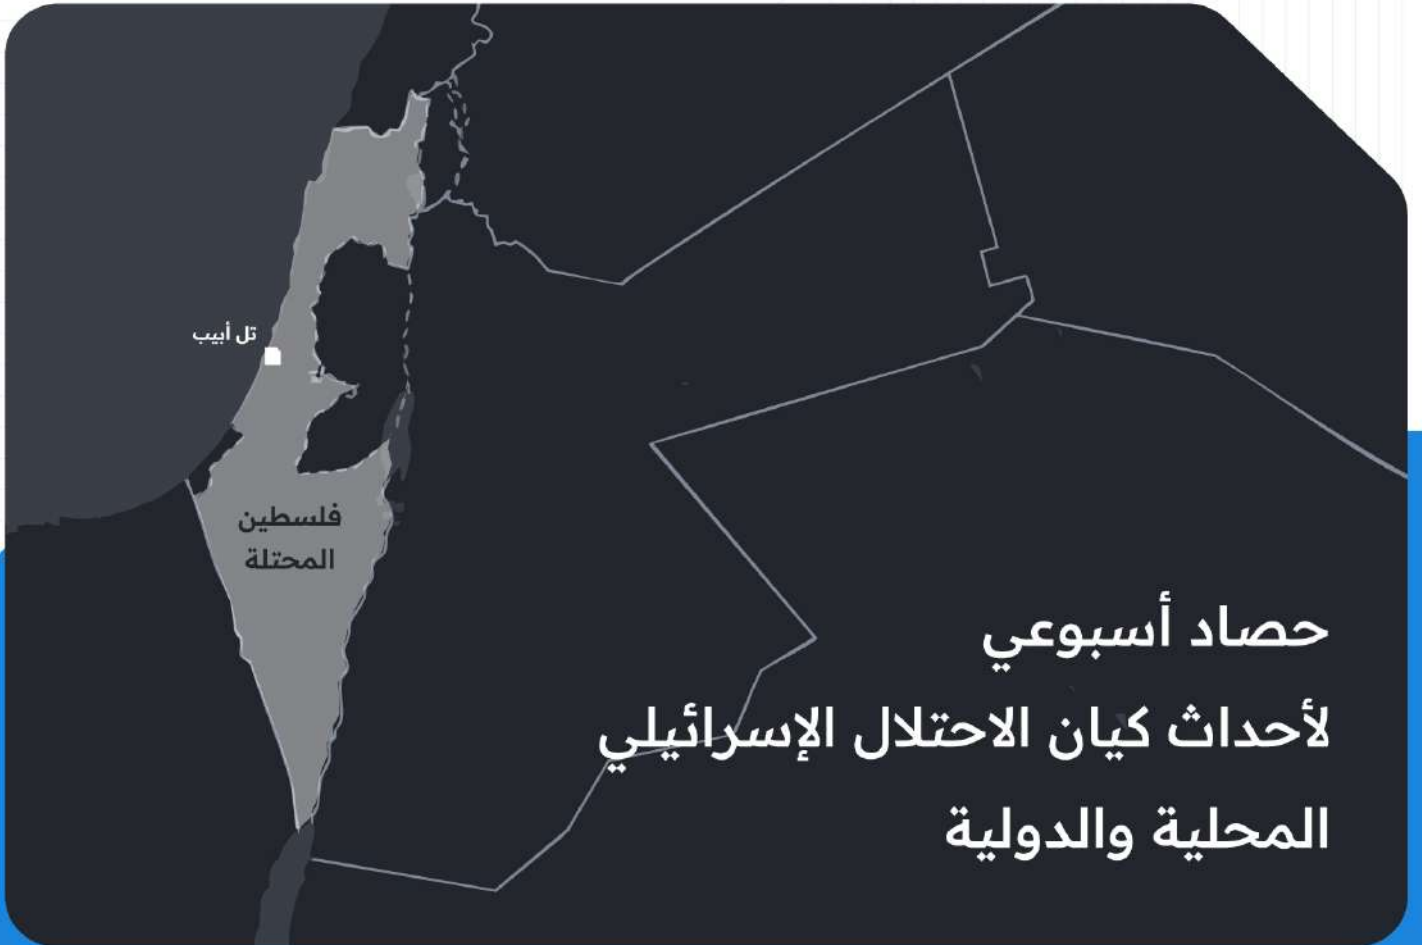 تل أبيب
فلسطين
المحتلة
حصاد أسبوعي
لأحداث كيان الاحتلال الإسرائيلي
المحلية والدولية